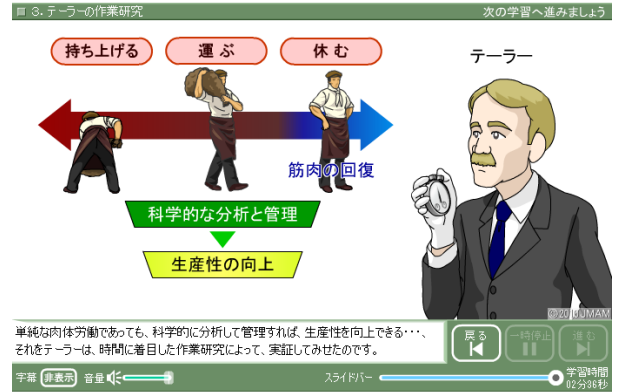 3. テーラーの作業研究
次の学習へ進みましょう
持ち上げる
運ぶ
休む
テーラー
筋肉の回復
科学的な分析と管理
生産性の向上
単純な肉体労働であっても、科学的に分析して管理すれば、生産性を向上できる・・・、
それをテーラーは、時間に着目した作業研究によって、実証してみせたのです。
戻る
一時停止
進む
字幕 非表示 音量
スライドバー
学習時間
02分36秒